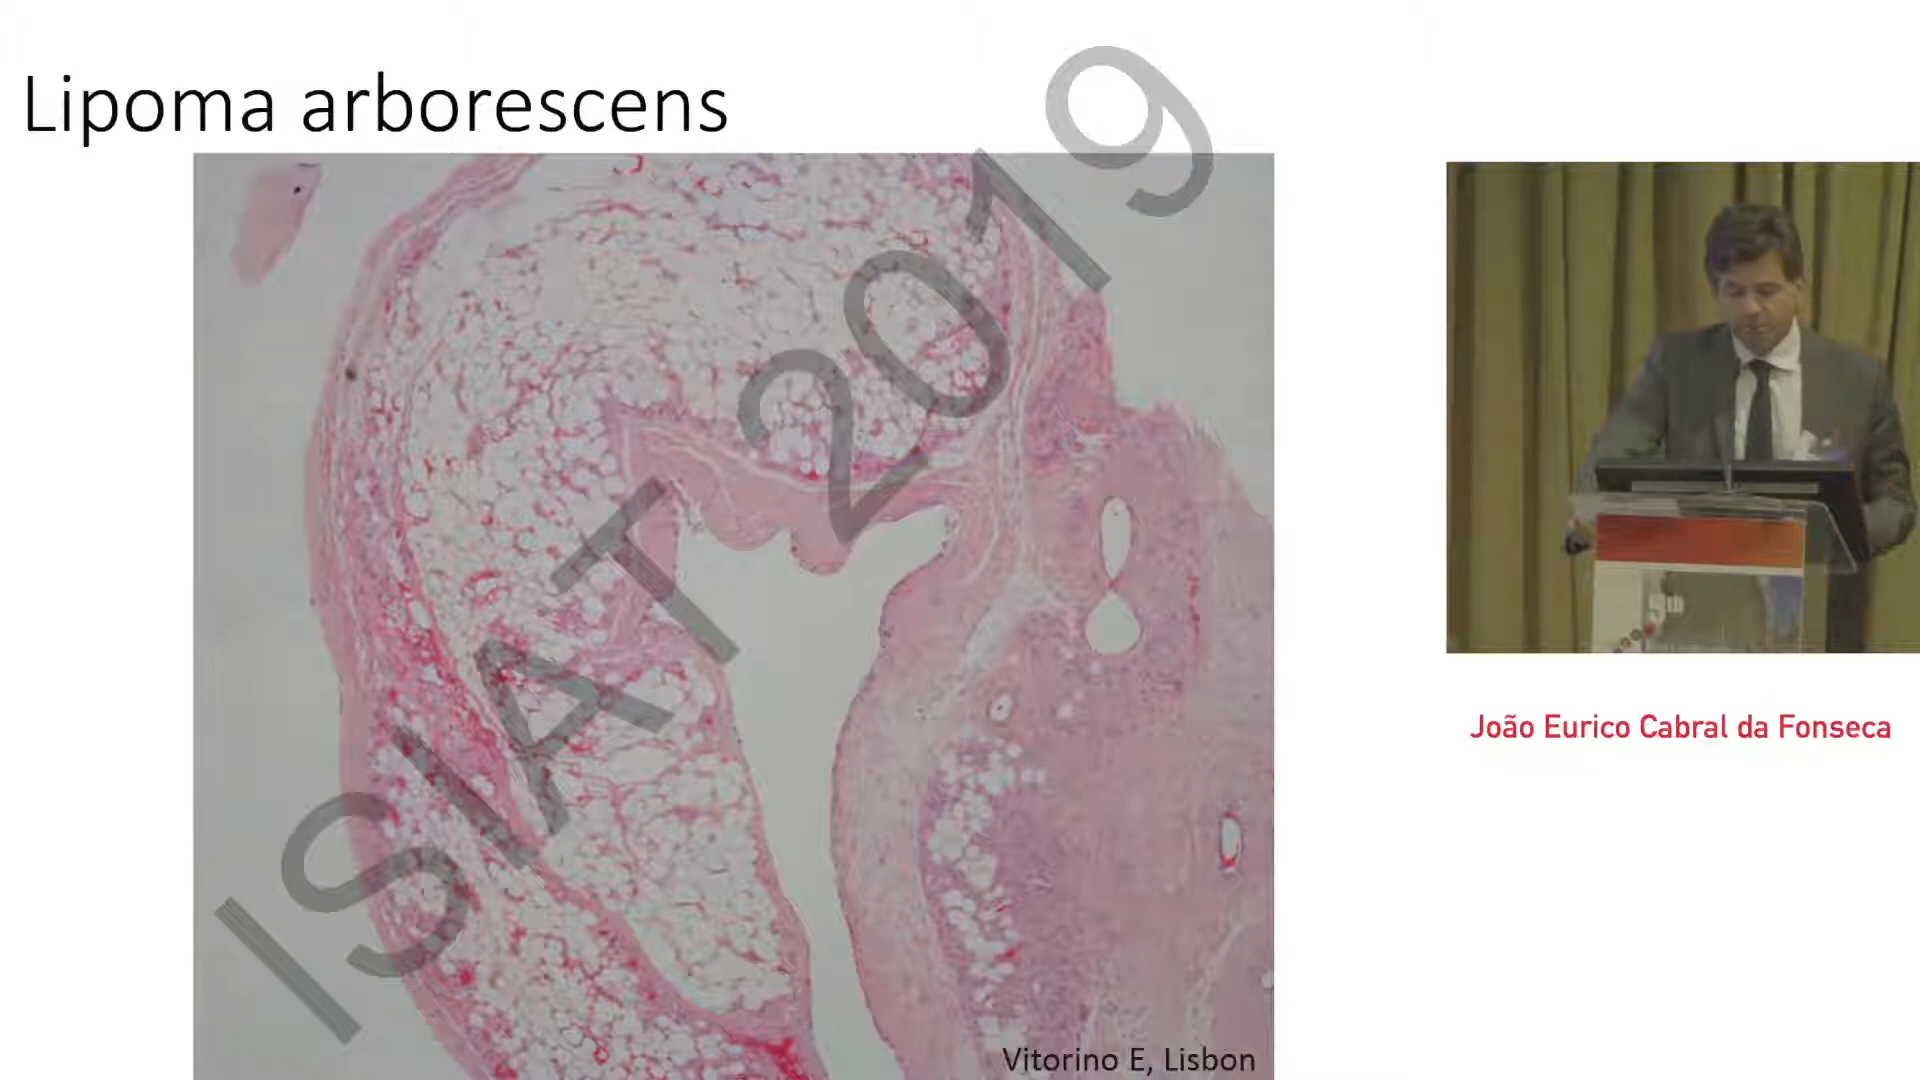 Lipoma arborescens
ISIAT 2019
João Eurico Cabral da Fonseca
Vitorino E, Lisbon